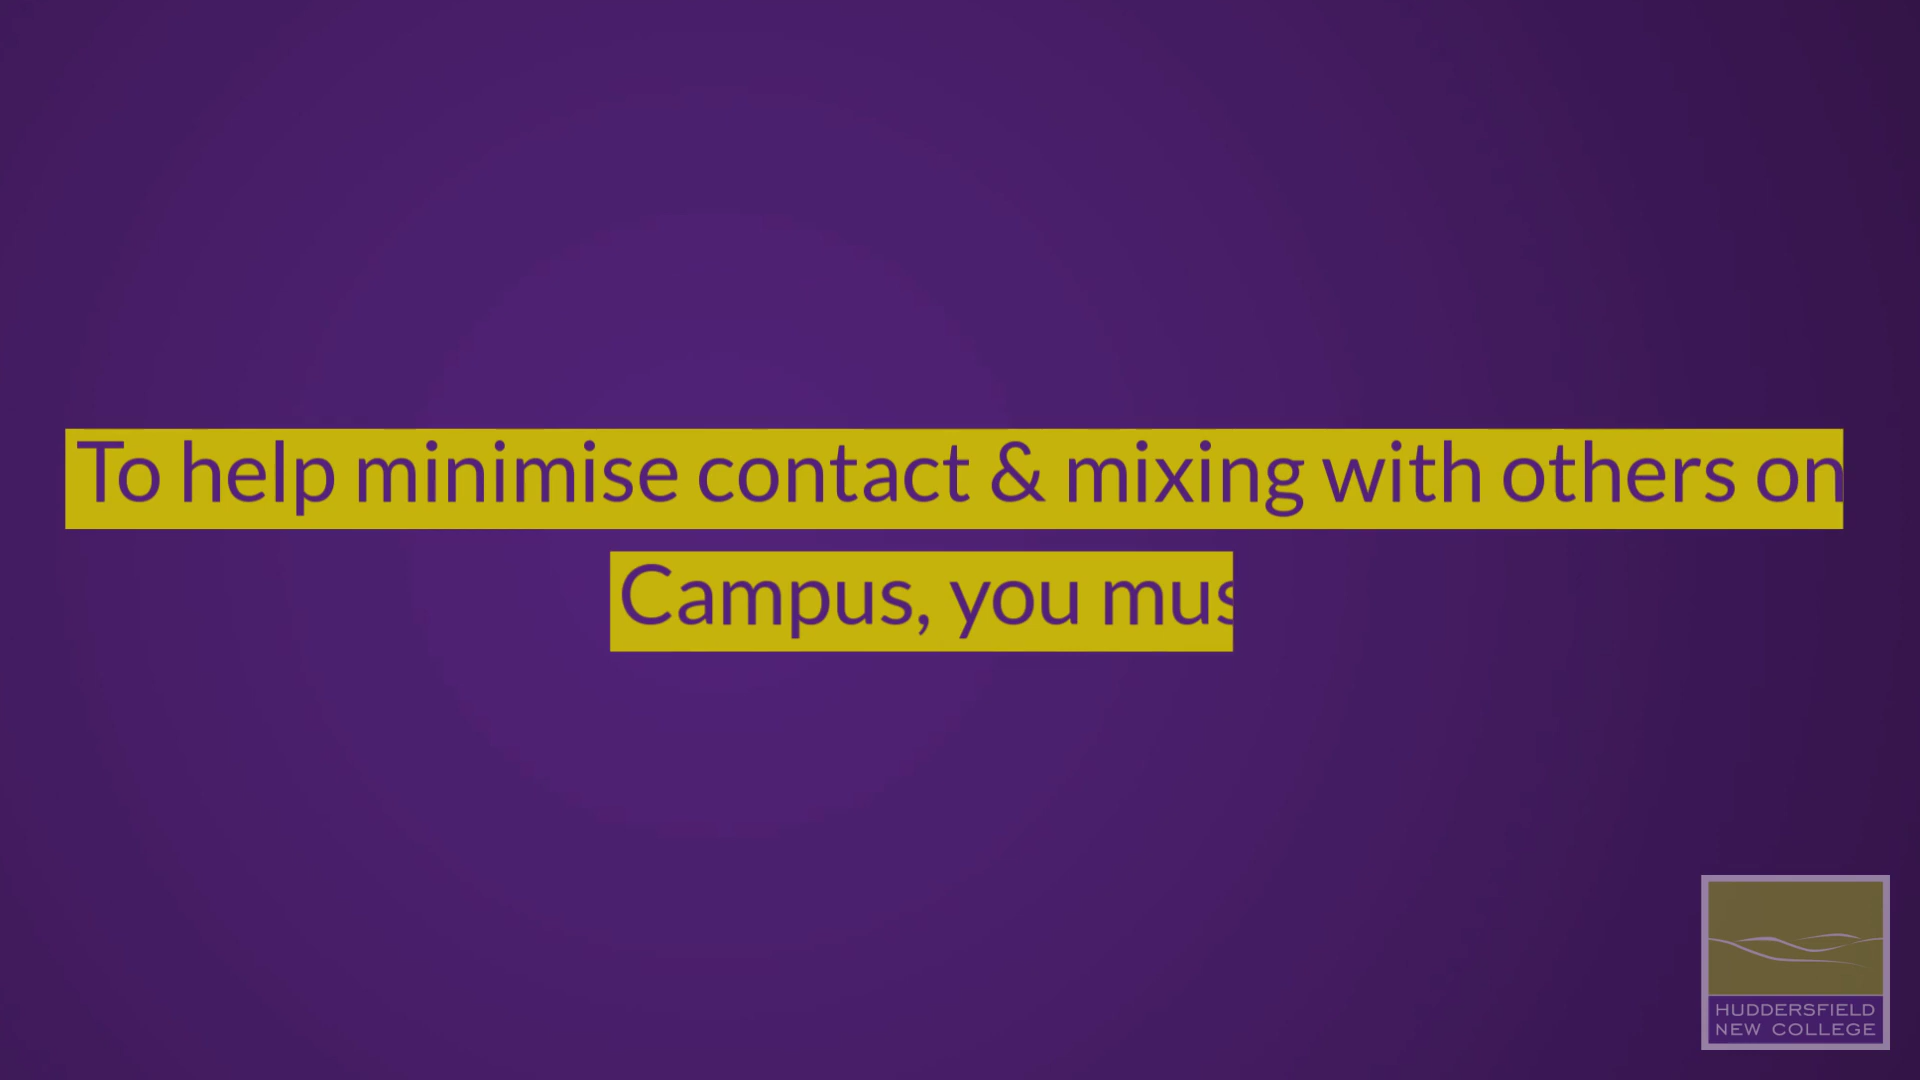 To help minimise contact & mixing with others on
Campus, you mus
HUDDERSFIELD
NEW COLLEGE